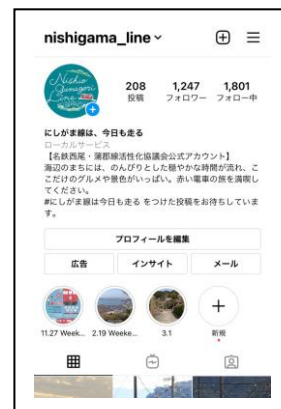 nishigama_line
Nishio
Gamagori
Line
208 1,247 1,801
投稿 フォロワー フォロー中
にしがま線は、今日も走る
ローカルサービス
【名鉄西尾・蒲郡線活性化協議会公式アカウント】
海辺のまちには、のんびりとした穏やかな時間が流れ、こ
こだけのグルメや景色がいっぱい。赤い電車の旅を満喫し
てください。
#にしがま線は今日も走る をつけた投稿をお待ちしていま
す。
プロフィールを編集
広告 インサイト メール
11.27 Week... 2.19 Weeke... 3.1 新規